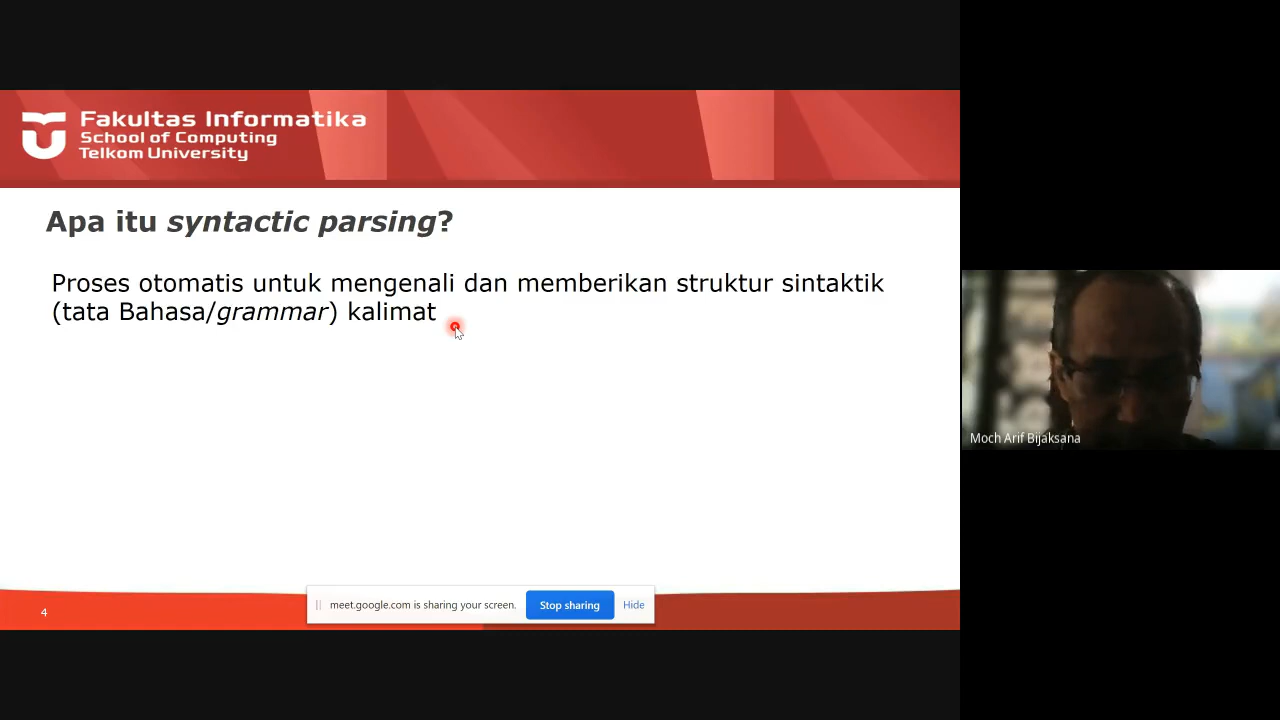 Fakultas Informatika
School of Computing
Telkom University
Apa itu syntactic parsing?
Proses otomatis untuk mengenali dan memberikan struktur sintaktik
(tata Bahasa/grammar) kalimat
4
meet.google.com is sharing your screen.
Stop sharing
Hide
Moch Arif Bijaksana